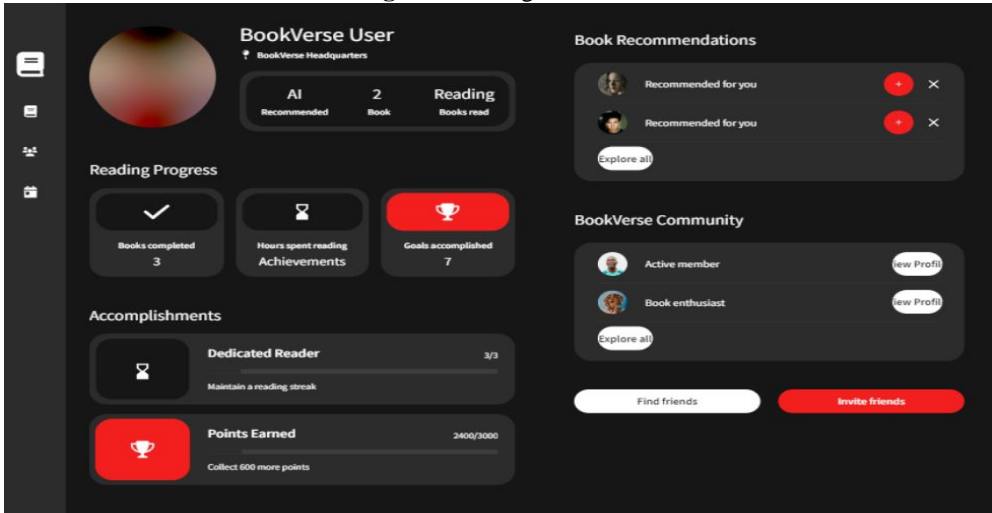 BookVerse User
BookVerse Headquarters
AI
Recommended
2
Book
Reading
Books read
Reading Progress
Books completed
3
Hours spent reading
Achievements
Goals accomplished
7
Accomplishments
Dedicated Reader
3/3
Maintain a reading streak
Points Earned
2400/3000
Collect 600 more points
Book Recommendations
Recommended for you
+
Recommended for you
+
Explore all
BookVerse Community
Active member
iew Profil
Book enthusiast
iew Profil
Explore all
Find friends
Invite friends